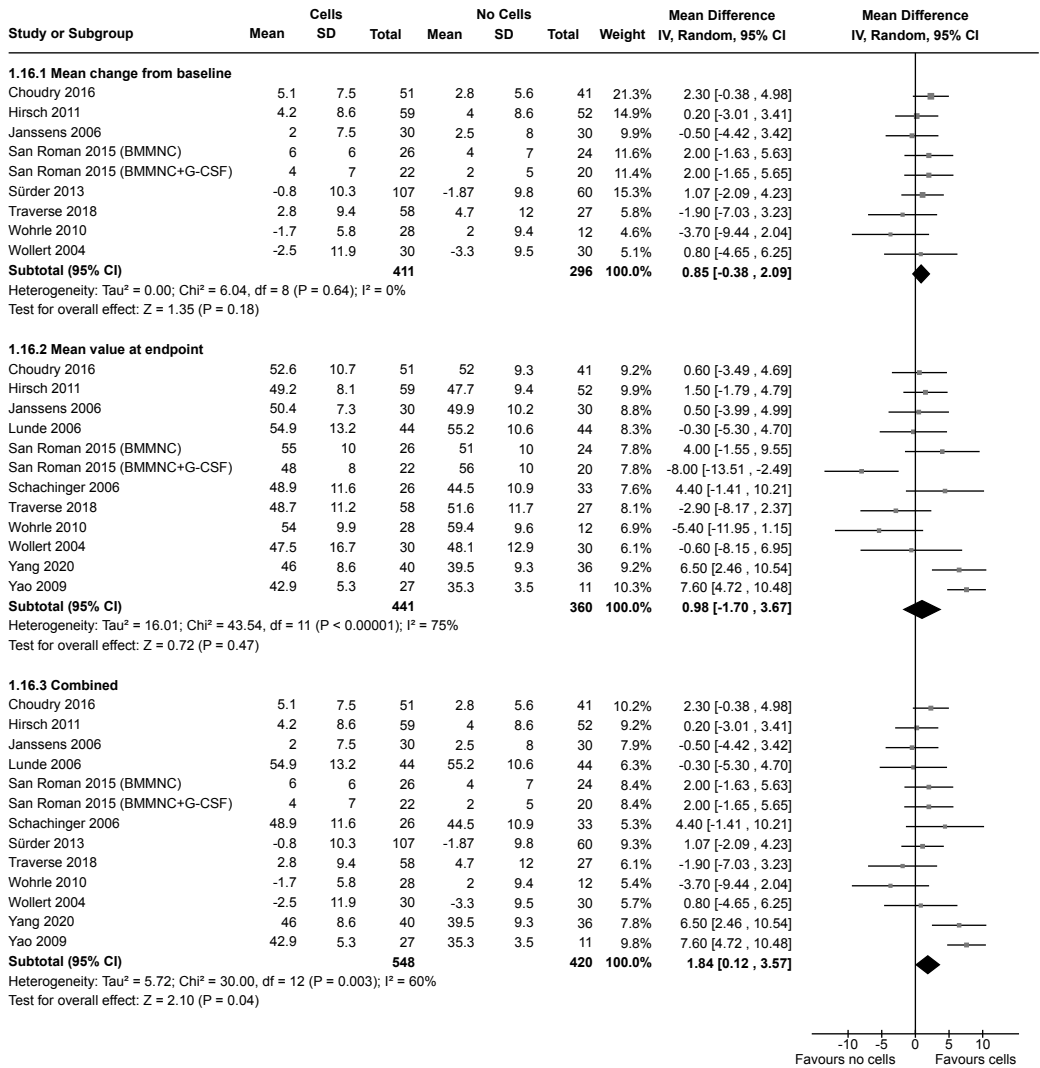 Cells No Cells Mean Difference Mean Difference
Study or Subgroup Mean SD Total Mean SD Total Weight IV, Random, 95% CI IV, Random, 95% CI
1.16.1 Mean change from baseline
Choudry 2016 5.1 7.5 51 2.8 5.6 41 21.3% 2.30 [-0.38 , 4.98]
Hirsch 2011 4.2 8.6 59 4 8.6 52 14.9% 0.20 [-3.01 , 3.41]
Janssens 2006 2 7.5 30 2.5 8 30 9.9% -0.50 [-4.42 , 3.42]
San Roman 2015 (BMMNC) 6 6 26 4 7 24 11.6% 2.00 [-1.63 , 5.63]
San Roman 2015 (BMMNC+G-CSF) 4 7 22 2 5 20 11.4% 2.00 [-1.65 , 5.65]
Sürder 2013 -0.8 10.3 107 -1.87 9.8 60 15.3% 1.07 [-2.09 , 4.23]
Traverse 2018 2.8 9.4 58 4.7 12 27 5.8% -1.90 [-7.03 , 3.23]
Wohrle 2010 -1.7 5.8 28 2 9.4 12 4.6% -3.70 [-9.44 , 2.04]
Wollert 2004 -2.5 11.9 30 -3.3 9.5 30 5.1% 0.80 [-4.65 , 6.25]
Subtotal (95% CI) 411 296 100.0% 0.85 [-0.38 , 2.09]
Heterogeneity: Tau² = 0.00; Chi² = 6.04, df = 8 (P = 0.64); I² = 0%
Test for overall effect: Z = 1.35 (P = 0.18)
1.16.2 Mean value at endpoint
Choudry 2016 52.6 10.7 51 52 9.3 41 9.2% 0.60 [-3.49 , 4.69]
Hirsch 2011 49.2 8.1 59 47.7 9.4 52 9.9% 1.50 [-1.79 , 4.79]
Janssens 2006 50.4 7.3 30 49.9 10.2 30 8.8% 0.50 [-3.99 , 4.99]
Lunde 2006 54.9 13.2 44 55.2 10.6 44 8.3% -0.30 [-5.30 , 4.70]
San Roman 2015 (BMMNC) 55 10 26 51 10 24 7.8% 4.00 [-1.55 , 9.55]
San Roman 2015 (BMMNC+G-CSF) 48 8 22 56 10 20 7.8% -8.00 [-13.51 , -2.49]
Schachinger 2006 48.9 11.6 26 44.5 10.9 33 7.6% 4.40 [-1.41 , 10.21]
Traverse 2018 48.7 11.2 58 51.6 11.7 27 8.1% -2.90 [-8.17 , 2.37]
Wohrle 2010 54 9.9 28 59.4 9.6 12 6.9% -5.40 [-11.95 , 1.15]
Wollert 2004 47.5 16.7 30 48.1 12.9 30 6.1% -0.60 [-8.15 , 6.95]
Yang 2020 46 8.6 40 39.5 9.3 36 9.2% 6.50 [2.46 , 10.54]
Yao 2009 42.9 5.3 27 35.3 3.5 11 10.3% 7.60 [4.72 , 10.48]
Subtotal (95% CI) 441 360 100.0% 0.98 [-1.70 , 3.67]
Heterogeneity: Tau² = 16.01; Chi² = 43.54, df = 11 (P < 0.00001); I² = 75%
Test for overall effect: Z = 0.72 (P = 0.47)
1.16.3 Combined
Choudry 2016 5.1 7.5 51 2.8 5.6 41 10.2% 2.30 [-0.38 , 4.98]
Hirsch 2011 4.2 8.6 59 4 8.6 52 9.2% 0.20 [-3.01 , 3.41]
Janssens 2006 2 7.5 30 2.5 8 30 7.9% -0.50 [-4.42 , 3.42]
Lunde 2006 54.9 13.2 44 55.2 10.6 44 6.3% -0.30 [-5.30 , 4.70]
San Roman 2015 (BMMNC) 6 6 26 4 7 24 8.4% 2.00 [-1.63 , 5.63]
San Roman 2015 (BMMNC+G-CSF) 4 7 22 2 5 20 8.4% 2.00 [-1.65 , 5.65]
Schachinger 2006 48.9 11.6 26 44.5 10.9 33 5.3% 4.40 [-1.41 , 10.21]
Sürder 2013 -0.8 10.3 107 -1.87 9.8 60 9.3% 1.07 [-2.09 , 4.23]
Traverse 2018 2.8 9.4 58 4.7 12 27 6.1% -1.90 [-7.03 , 3.23]
Wohrle 2010 -1.7 5.8 28 2 9.4 12 5.4% -3.70 [-9.44 , 2.04]
Wollert 2004 -2.5 11.9 30 -3.3 9.5 30 5.7% 0.80 [-4.65 , 6.25]
Yang 2020 46 8.6 40 39.5 9.3 36 7.8% 6.50 [2.46 , 10.54]
Yao 2009 42.9 5.3 27 35.3 3.5 11 9.8% 7.60 [4.72 , 10.48]
Subtotal (95% CI) 548 420 100.0% 1.84 [0.12 , 3.57]
Heterogeneity: Tau² = 5.72; Chi² = 30.00, df = 12 (P = 0.003); I² = 60%
Test for overall effect: Z = 2.10 (P = 0.04)
-10 -5 0 5 10
Favours no cells Favours cells